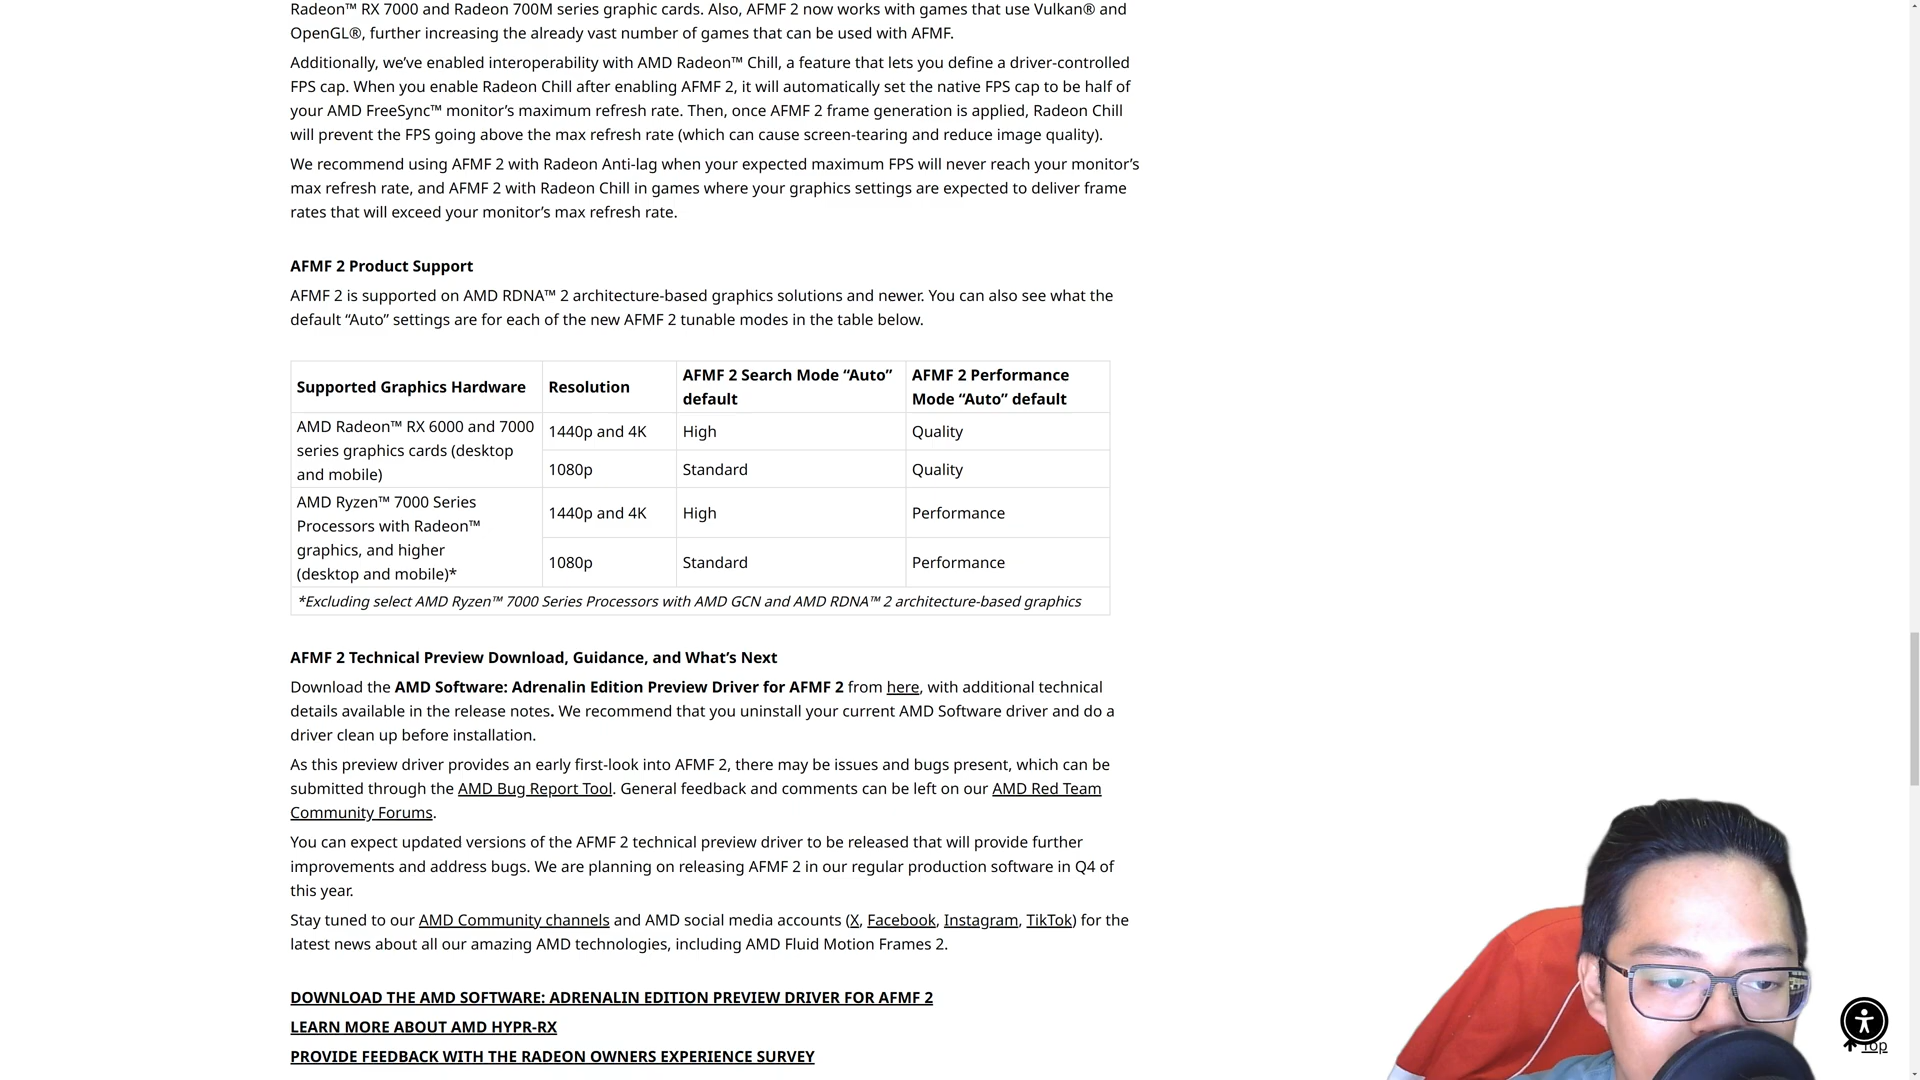 Radeon™ RX 7000 and Radeon 700M series graphic cards. Also, AFMF 2 now works with games that use Vulkan® and
OpenGL®, further increasing the already vast number of games that can be used with AFMF.
Additionally, we’ve enabled interoperability with AMD Radeon™ Chill, a feature that lets you define a driver-controlled
FPS cap. When you enable Radeon Chill after enabling AFMF 2, it will automatically set the native FPS cap to be half of
your AMD FreeSync™ monitor’s maximum refresh rate. Then, once AFMF 2 frame generation is applied, Radeon Chill
will prevent the FPS going above the max refresh rate (which can cause screen-tearing and reduce image quality).
We recommend using AFMF 2 with Radeon Anti-lag when your expected maximum FPS will never reach your monitor’s
max refresh rate, and AFMF 2 with Radeon Chill in games where your graphics settings are expected to deliver frame
rates that will exceed your monitor’s max refresh rate.
AFMF 2 Product Support
AFMF 2 is supported on AMD RDNA™ 2 architecture-based graphics solutions and newer. You can also see what the
default “Auto” settings are for each of the new AFMF 2 tunable modes in the table below.
Supported Graphics Hardware
Resolution
AFMF 2 Search Mode “Auto”
default
AFMF 2 Performance
Mode “Auto” default
AMD Radeon™ RX 6000 and 7000
series graphics cards (desktop
and mobile)
1440p and 4K
High
Quality
1080p
Standard
Quality
AMD Ryzen™ 7000 Series
Processors with Radeon™
graphics, and higher
(desktop and mobile)*
1440p and 4K
High
Performance
1080p
Standard
Performance
*Excluding select AMD Ryzen™ 7000 Series Processors with AMD GCN and AMD RDNA™ 2 architecture-based graphics
AFMF 2 Technical Preview Download, Guidance, and What’s Next
Download the AMD Software: Adrenalin Edition Preview Driver for AFMF 2 from here, with additional technical
details available in the release notes. We recommend that you uninstall your current AMD Software driver and do a
driver clean up before installation.
As this preview driver provides an early first-look into AFMF 2, there may be issues and bugs present, which can be
submitted through the AMD Bug Report Tool. General feedback and comments can be left on our AMD Red Team
Community Forums.
You can expect updated versions of the AFMF 2 technical preview driver to be released that will provide further
improvements and address bugs. We are planning on releasing AFMF 2 in our regular production software in Q4 of
this year.
Stay tuned to our AMD Community channels and AMD social media accounts (X, Facebook, Instagram, TikTok) for the
latest news about all our amazing AMD technologies, including AMD Fluid Motion Frames 2.
DOWNLOAD THE AMD SOFTWARE: ADRENALIN EDITION PREVIEW DRIVER FOR AFMF 2
LEARN MORE ABOUT AMD HYPR-RX
PROVIDE FEEDBACK WITH THE RADEON OWNERS EXPERIENCE SURVEY
Top